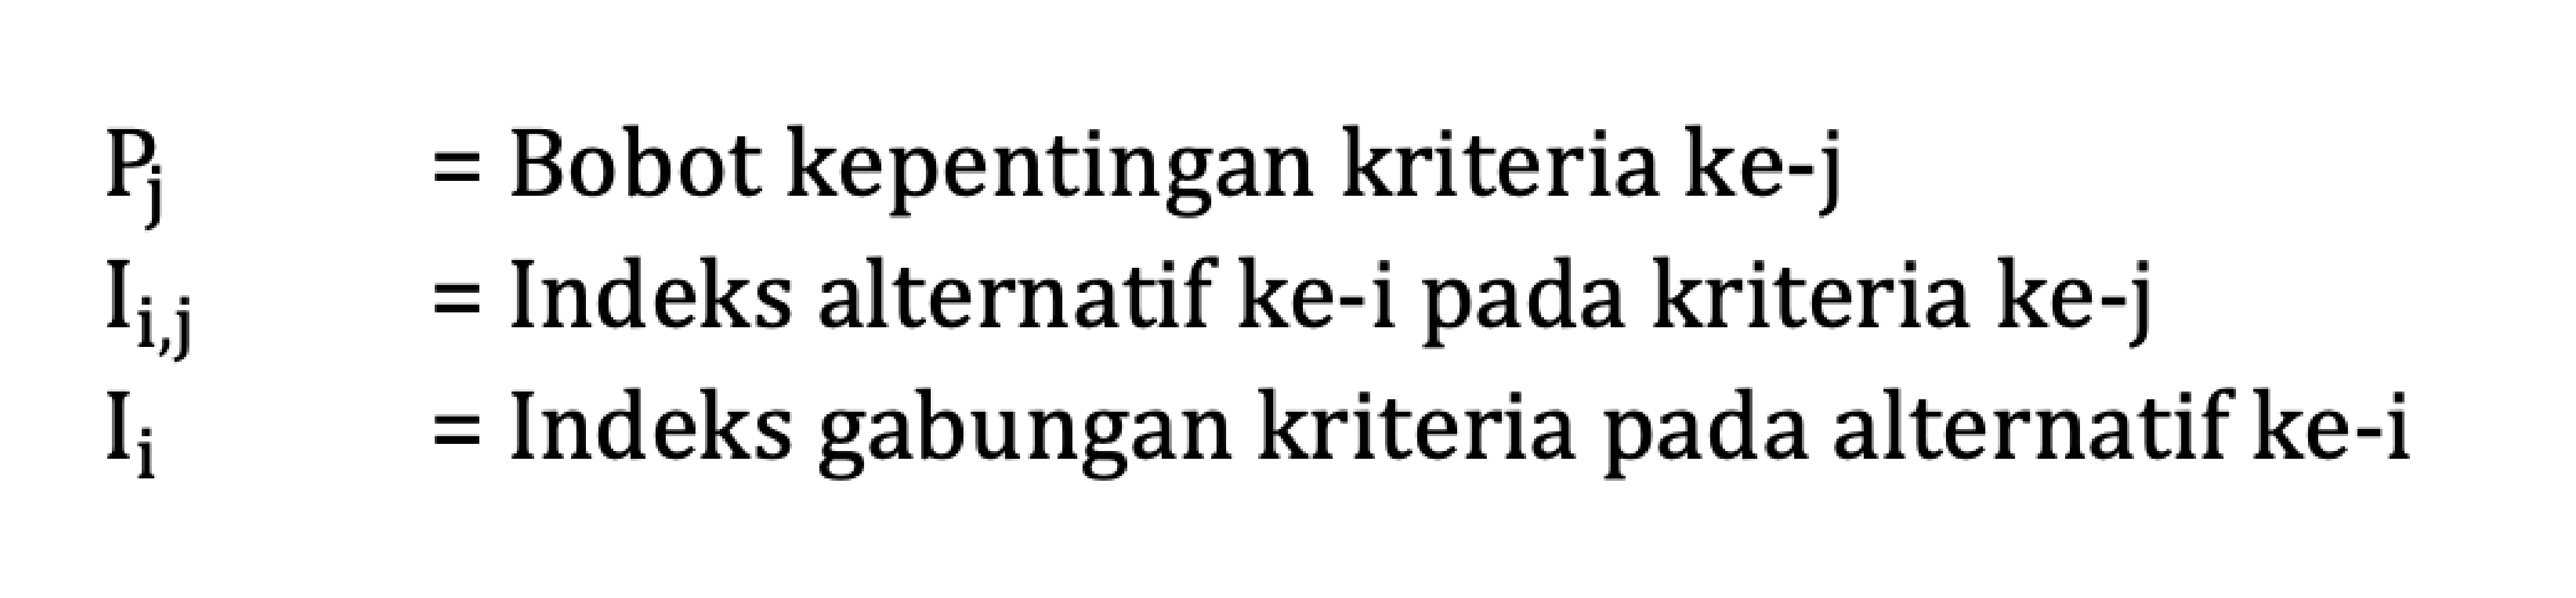 Pj = Bobot kepentingan kriteria ke-j
Ii,j = Indeks alternatif ke-i pada kriteria ke-j
Ii = Indeks gabungan kriteria pada alternatif ke-i